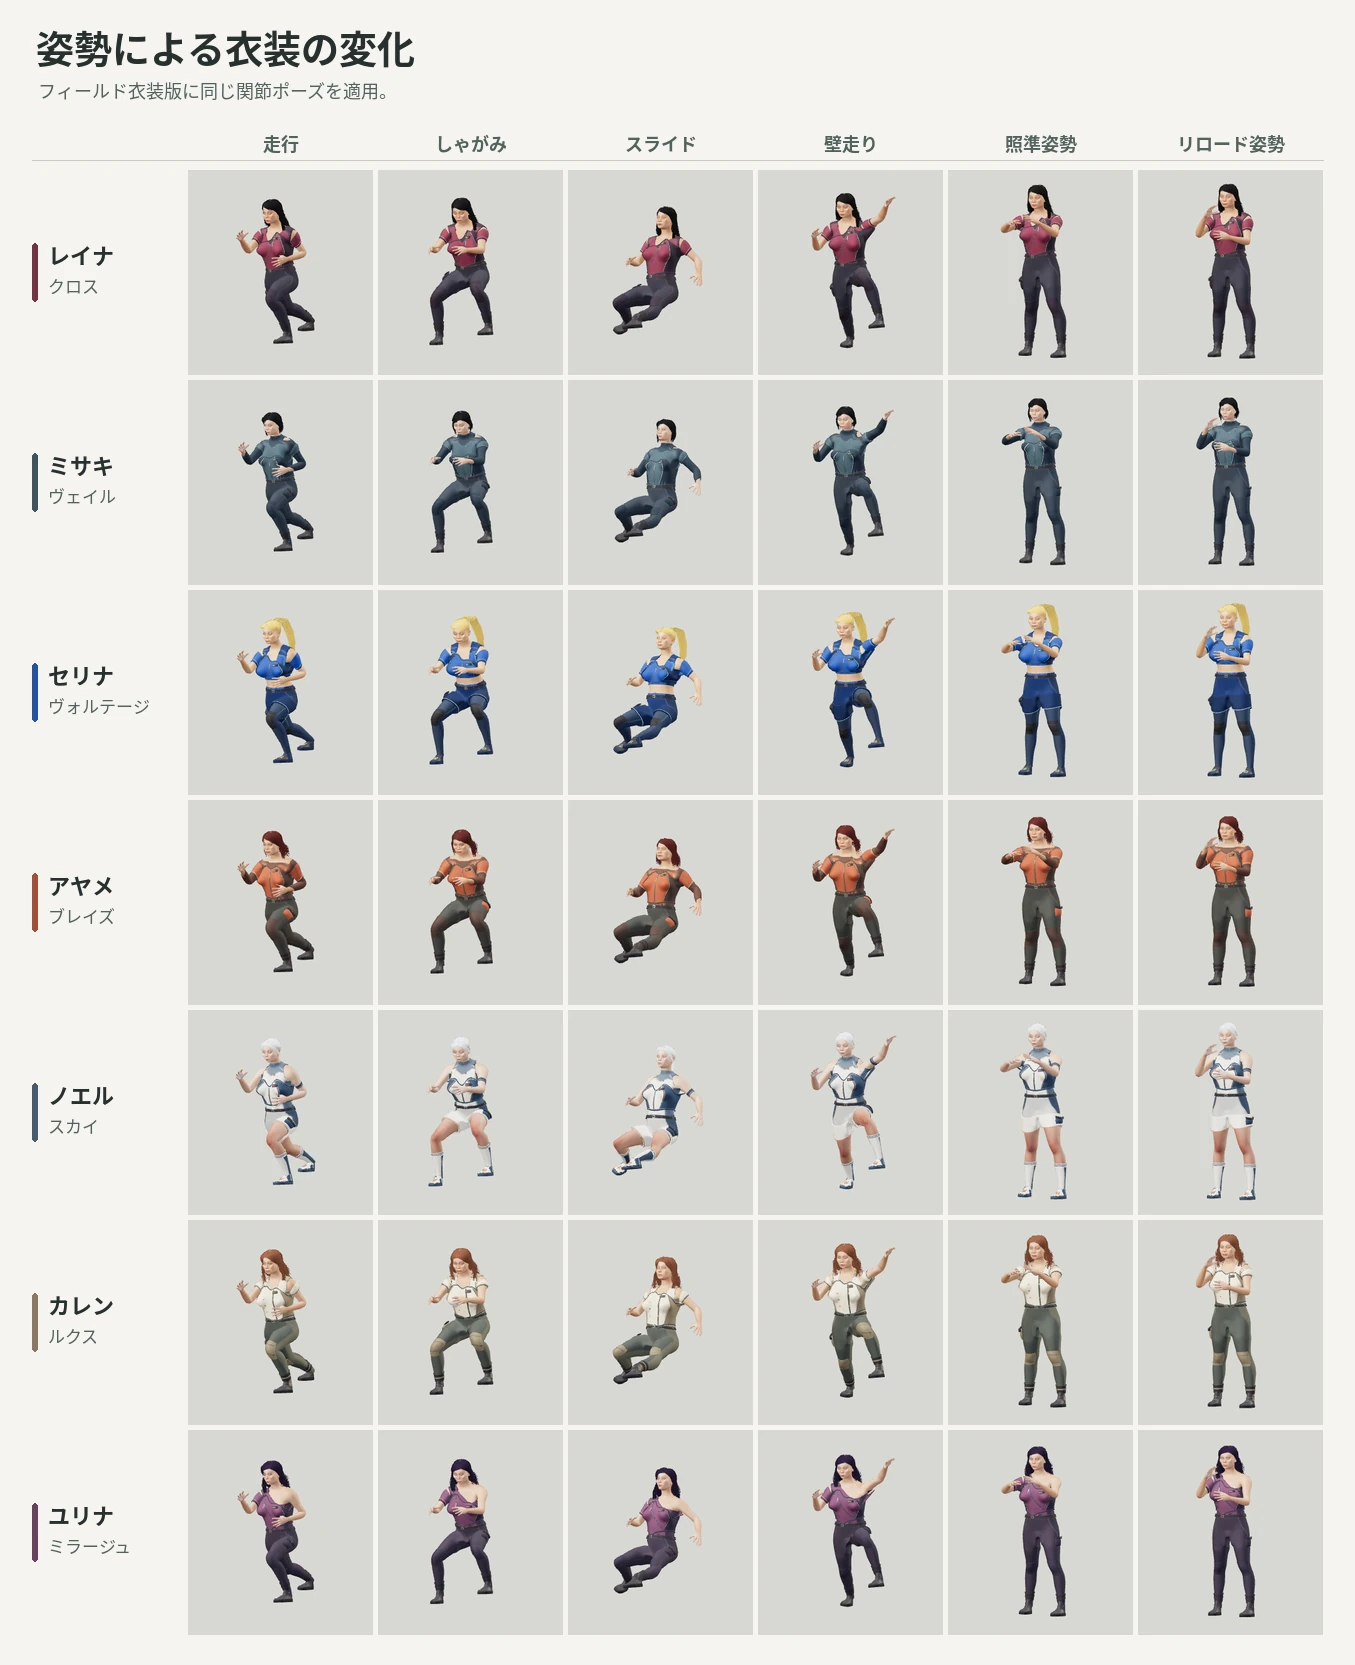 姿勢による衣装の変化
フィールド衣装版に同じ関節ポーズを適用。
走行 しゃがみ スライド 壁走り 照準姿勢 リロード姿勢
レイナ
クロス
ミサキ
ヴェイル
セリナ
ヴォルテージ
アヤメ
ブレイズ
ノエル
スカイ
カレン
ルクス
ユリナ
ミラージュ